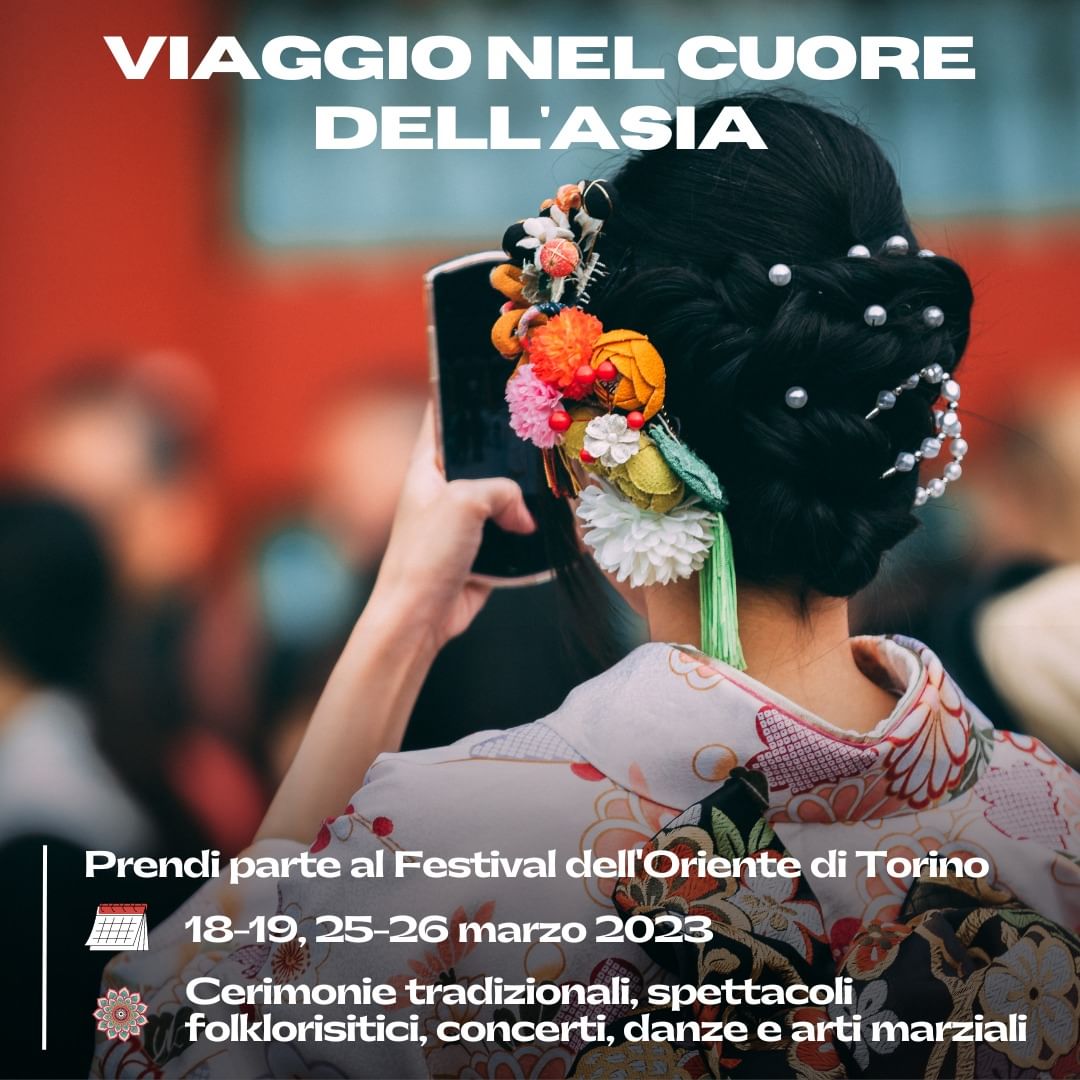 VIAGGIO NEL CUORE
DELL'ASIA
Prendi parte al Festival dell'Oriente di Torino
18-19, 25-26 marzo 2023
Cerimonie tradizionali, spettacoli
folklorisitici, concerti, danze e arti marziali